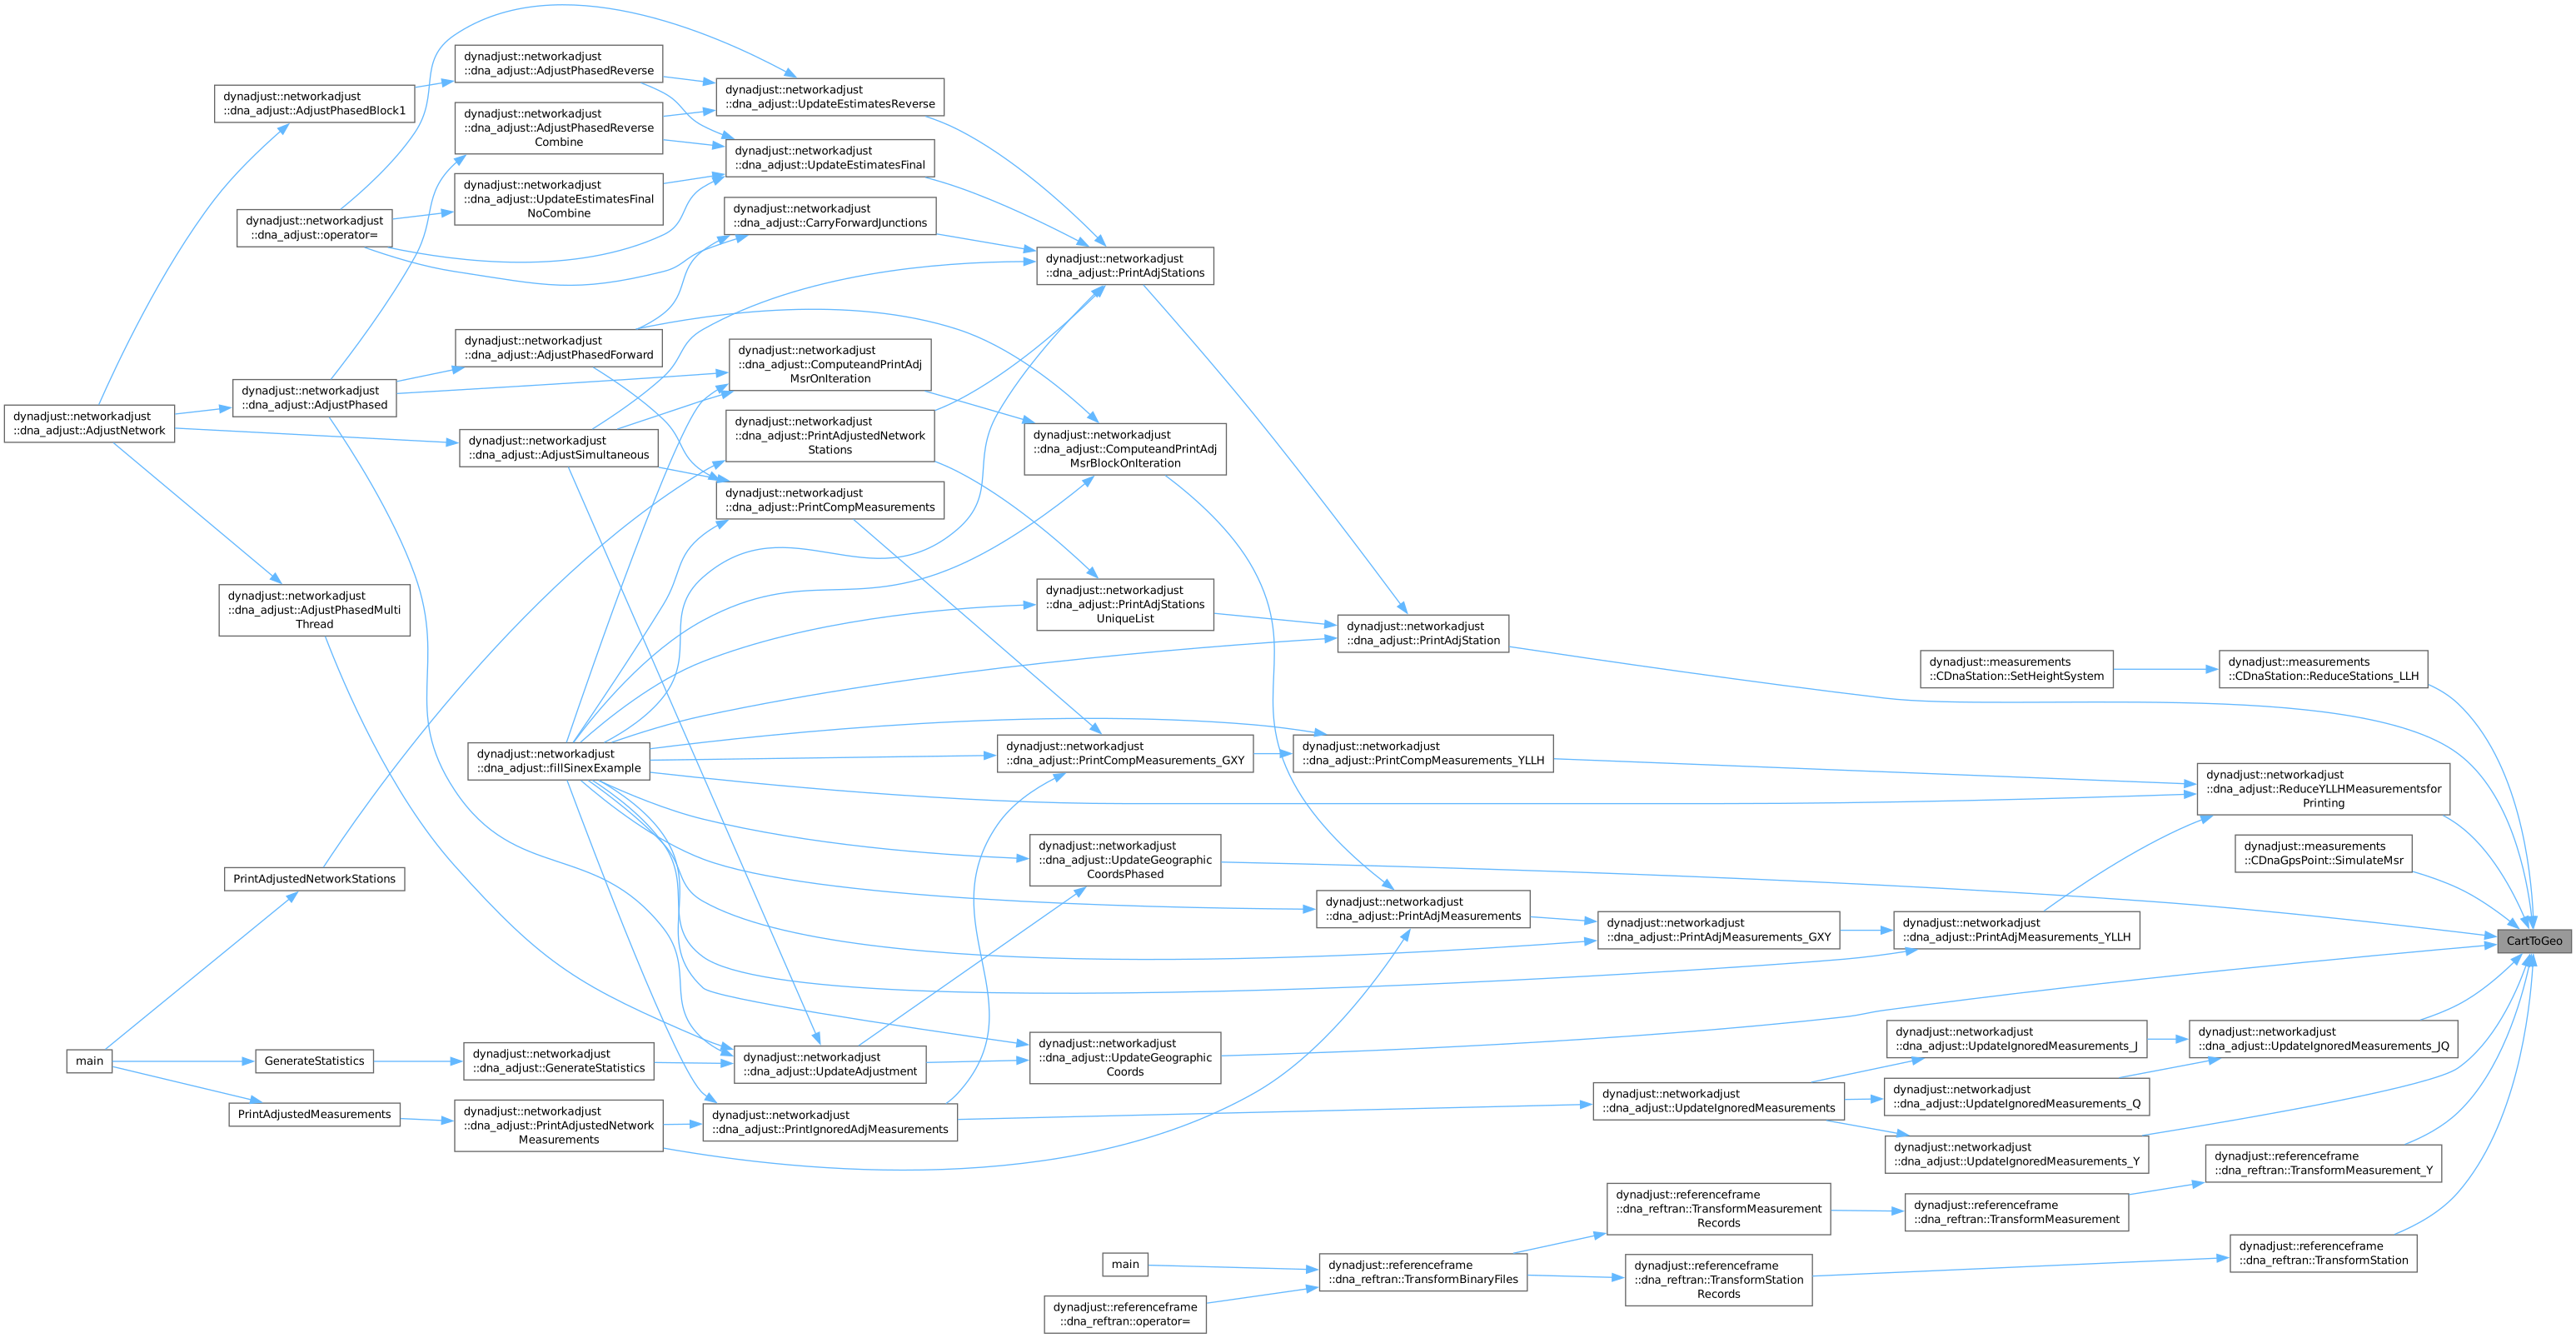 dynadjust::networkadjust
::dna_adjust::AdjustNetwork
main
dynadjust::networkadjust
::dna_adjust::AdjustPhasedBlock1
dynadjust::networkadjust
::dna_adjust::operator=
dynadjust::networkadjust
::dna_adjust::AdjustPhased
dynadjust::networkadjust
::dna_adjust::AdjustPhasedMulti
Thread
PrintAdjustedNetworkStations
GenerateStatistics
PrintAdjustedMeasurements
dynadjust::networkadjust
::dna_adjust::AdjustPhasedReverse
dynadjust::networkadjust
::dna_adjust::AdjustPhasedReverse
Combine
dynadjust::networkadjust
::dna_adjust::UpdateEstimatesFinal
NoCombine
dynadjust::networkadjust
::dna_adjust::AdjustPhasedForward
dynadjust::networkadjust
::dna_adjust::AdjustSimultaneous
dynadjust::networkadjust
::dna_adjust::fillSinexExample
dynadjust::networkadjust
::dna_adjust::GenerateStatistics
dynadjust::networkadjust
::dna_adjust::PrintAdjustedNetwork
Measurements
dynadjust::networkadjust
::dna_adjust::UpdateEstimatesReverse
dynadjust::networkadjust
::dna_adjust::UpdateEstimatesFinal
dynadjust::networkadjust
::dna_adjust::CarryForwardJunctions
dynadjust::networkadjust
::dna_adjust::ComputeandPrintAdj
MsrOnIteration
dynadjust::networkadjust
::dna_adjust::PrintAdjustedNetwork
Stations
dynadjust::networkadjust
::dna_adjust::PrintCompMeasurements
dynadjust::networkadjust
::dna_adjust::UpdateAdjustment
dynadjust::networkadjust
::dna_adjust::PrintIgnoredAdjMeasurements
dynadjust::networkadjust
::dna_adjust::PrintAdjStations
dynadjust::networkadjust
::dna_adjust::ComputeandPrintAdj
MsrBlockOnIteration
dynadjust::networkadjust
::dna_adjust::PrintAdjStations
UniqueList
dynadjust::networkadjust
::dna_adjust::PrintCompMeasurements_GXY
dynadjust::networkadjust
::dna_adjust::UpdateGeographic
CoordsPhased
dynadjust::networkadjust
::dna_adjust::UpdateGeographic
Coords
main
dynadjust::referenceframe
::dna_reftran::operator=
dynadjust::networkadjust
::dna_adjust::PrintAdjStation
dynadjust::networkadjust
::dna_adjust::PrintCompMeasurements_YLLH
dynadjust::networkadjust
::dna_adjust::PrintAdjMeasurements
dynadjust::referenceframe
::dna_reftran::TransformBinaryFiles
dynadjust::networkadjust
::dna_adjust::PrintAdjMeasurements_GXY
dynadjust::networkadjust
::dna_adjust::UpdateIgnoredMeasurements
dynadjust::referenceframe
::dna_reftran::TransformMeasurement
Records
dynadjust::referenceframe
::dna_reftran::TransformStation
Records
dynadjust::measurements
::CDnaStation::SetHeightSystem
dynadjust::networkadjust
::dna_adjust::PrintAdjMeasurements_YLLH
dynadjust::networkadjust
::dna_adjust::UpdateIgnoredMeasurements_J
dynadjust::networkadjust
::dna_adjust::UpdateIgnoredMeasurements_Q
dynadjust::networkadjust
::dna_adjust::UpdateIgnoredMeasurements_Y
dynadjust::referenceframe
::dna_reftran::TransformMeasurement
dynadjust::measurements
::CDnaStation::ReduceStations_LLH
dynadjust::networkadjust
::dna_adjust::ReduceYLLHMeasurementsfor
Printing
dynadjust::measurements
::CDnaGpsPoint::SimulateMsr
dynadjust::networkadjust
::dna_adjust::UpdateIgnoredMeasurements_JQ
dynadjust::referenceframe
::dna_reftran::TransformMeasurement_Y
dynadjust::referenceframe
::dna_reftran::TransformStation
CartToGeo